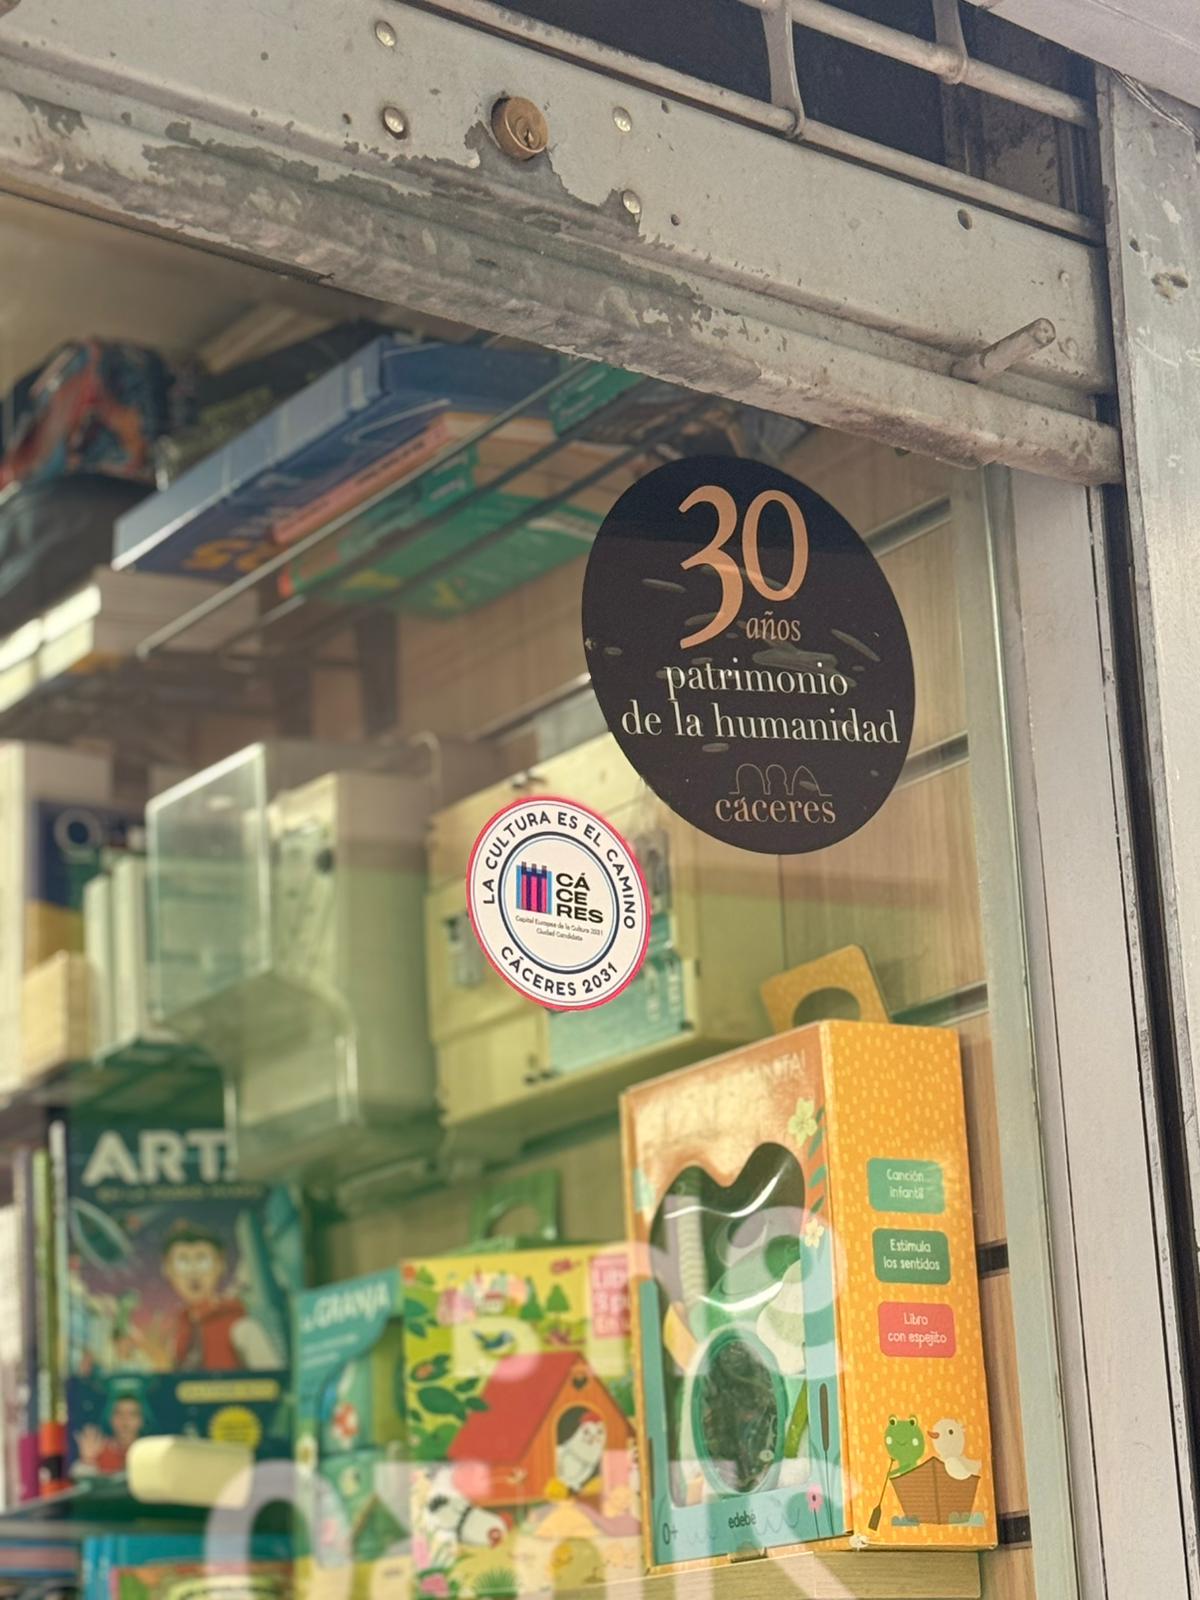 30
años
patrimonio
de la humanidad
cáceres
LA CULTURA ES EL CAMINO
CÁ
CE
RES
Capital Europea de la Cultura 2031
Ciudad Candidata
CÁCERES 2031
ART
GRANJA
Canción
infantil
Estimula
los sentidos
Libro
con espejito
0+
edebé